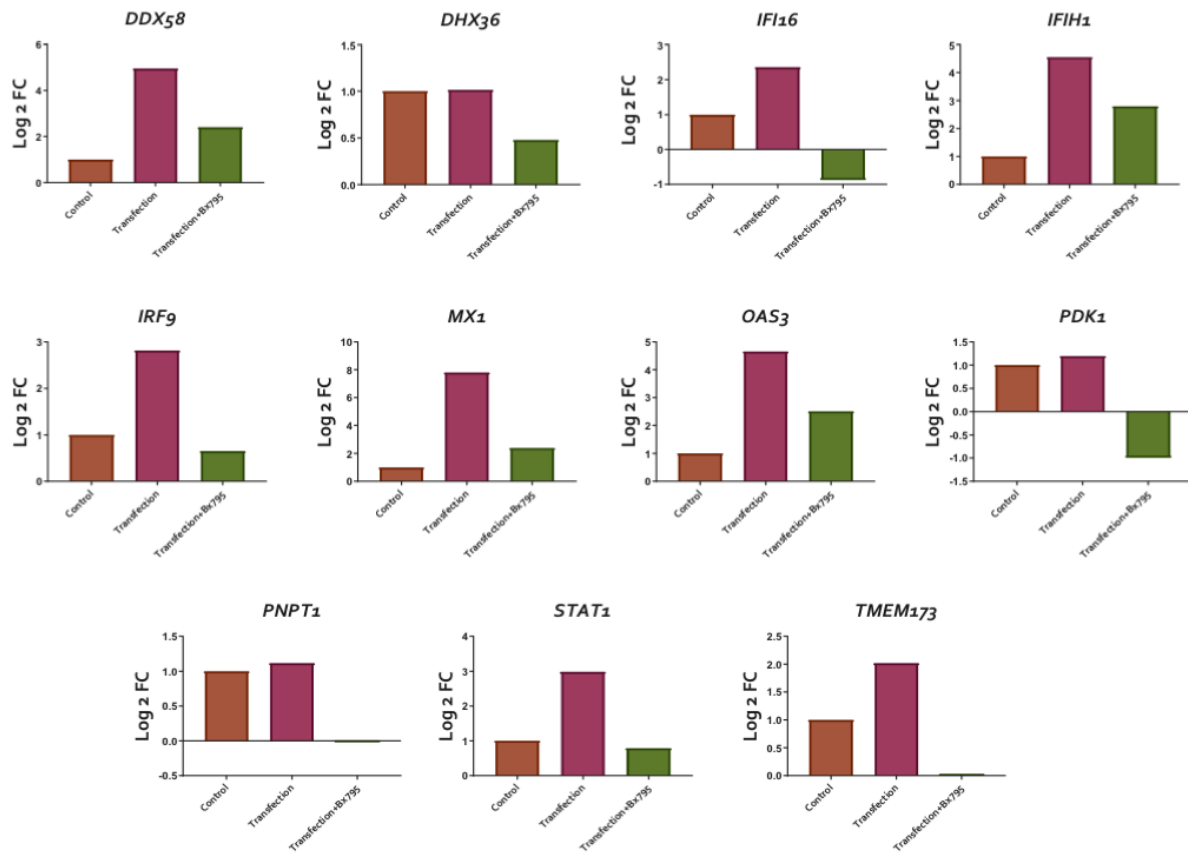 DDX58
DHX36
IFI16
IFIH1
Log 2 FC
6
4
2
0
Control
Transfection
Transfection+Bx795
Log 2 FC
1.5
1.0
0.5
0.0
Control
Transfection
Transfection+Bx795
Log 2 FC
3
2
1
0
-1
Control
Transfection
Transfection+BX795
Log 2 FC
5
4
3
2
1
0
Control
Transfection
Transfection+Bx795
IRF9
MX1
OAS3
PDK1
Log 2 FC
3
2
1
0
Control
Transfection
Transfection+Bx795
Log 2 FC
10
8
6
4
2
0
Control
Transfection
Transfection+Bx795
Log 2 FC
5
4
3
2
1
0
Control
Transfection
Transfection+Bx795
Log 2 FC
1.5
1.0
0.5
0.0
-0.5
-1.0
-1.5
Control
Transfection
Transfection+Bx795
PNPT1
STAT1
TMEM173
Log 2 FC
1.5
1.0
0.5
0.0
-0.5
Control
Transfection
Transfection+Bx795
Log 2 FC
4
3
2
1
0
Control
Transfection
Transfection+Bx795
Log 2 FC
2.5
2.0
1.5
1.0
0.5
0.0
Control
Transfection
Transfection+Bx795